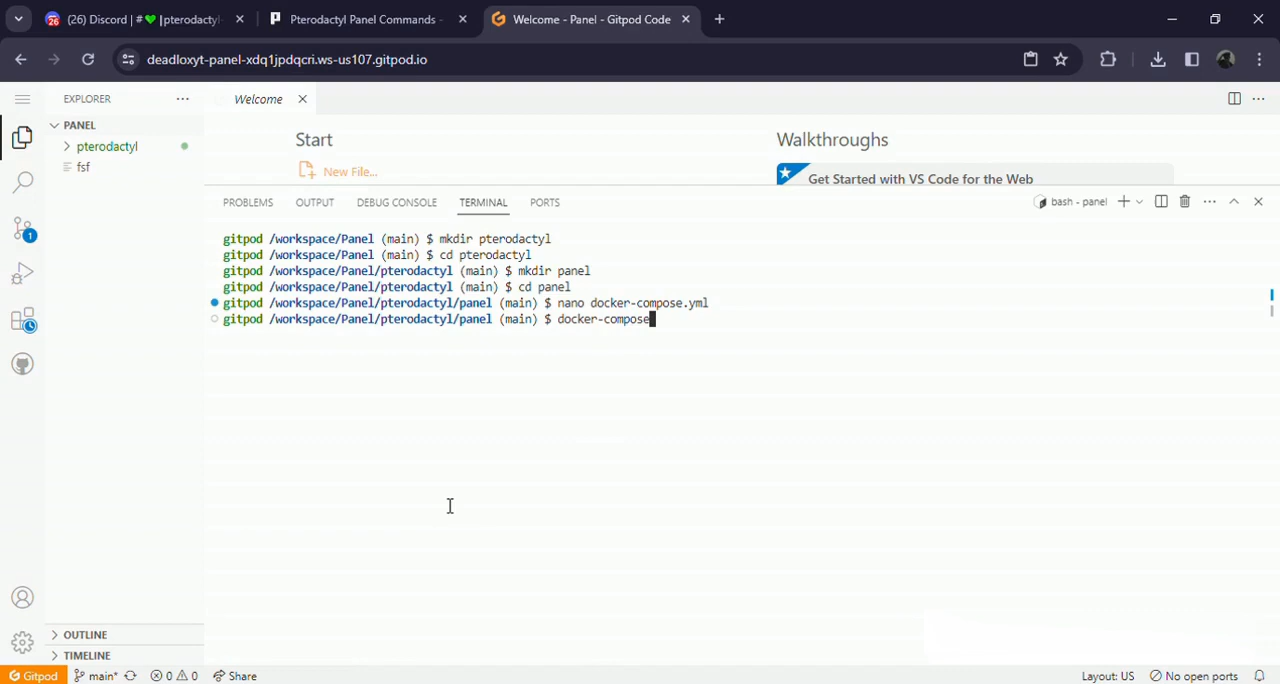 26
(26) Discord | #💚|pterodactyl-
Pterodactyl Panel Commands -
Welcome - Panel - Gitpod Code
deadloxyt-panel-xdq1jpdqcri.ws-us107.gitpod.io
EXPLORER
Welcome
PANEL
pterodactyl
fsf
Start
New File...
Walkthroughs
Get Started with VS Code for the Web
PROBLEMS
OUTPUT
DEBUG CONSOLE
TERMINAL
PORTS
bash - panel
gitpod /workspace/Panel (main) $ mkdir pterodactyl
gitpod /workspace/Panel (main) $ cd pterodactyl
gitpod /workspace/Panel/pterodactyl (main) $ mkdir panel
gitpod /workspace/Panel/pterodactyl (main) $ cd panel
gitpod /workspace/Panel/pterodactyl/panel (main) $ nano docker-compose.yml
gitpod /workspace/Panel/pterodactyl/panel (main) $ docker-compose
1
OUTLINE
TIMELINE
Gitpod
main*
0
0
Share
Layout: US
No open ports